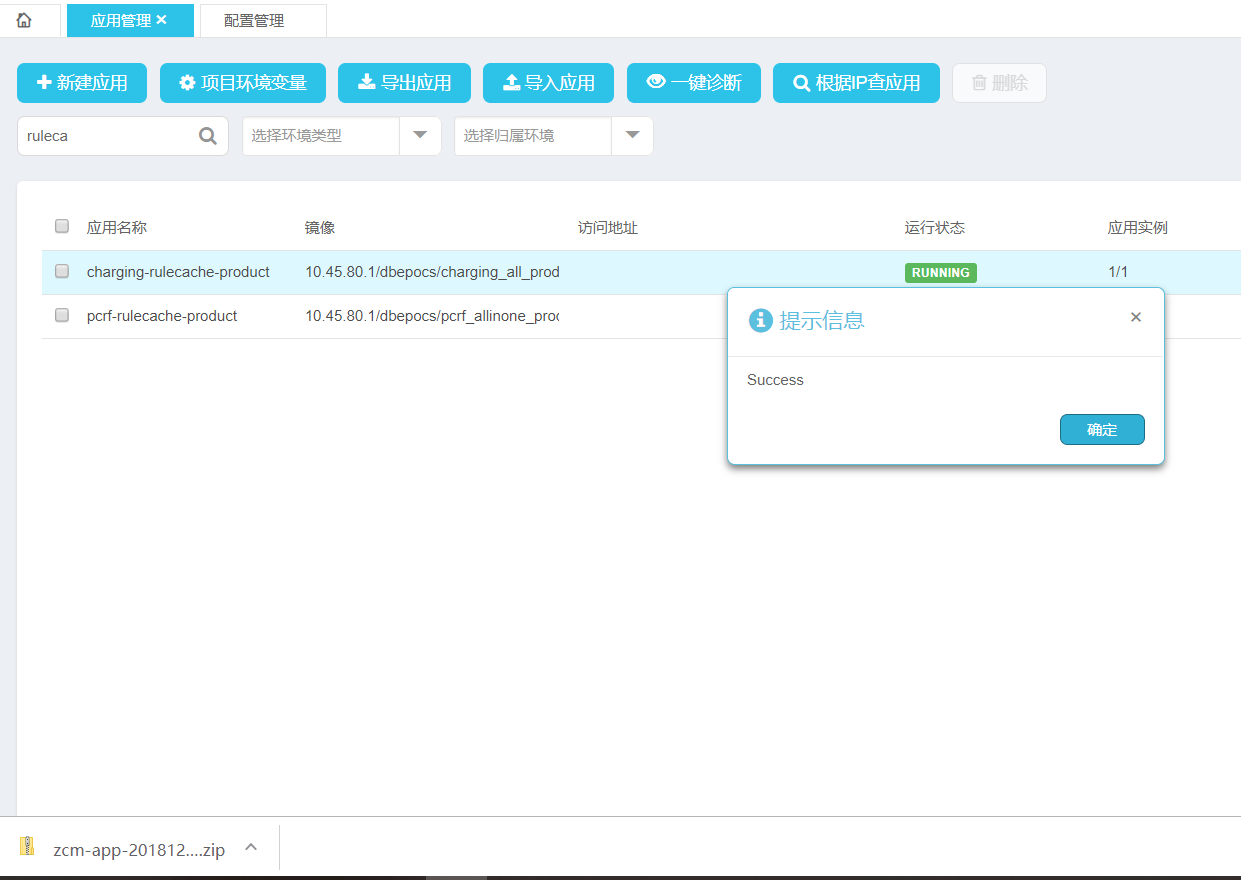 应用管理 ×
配置管理
新建应用
项目环境变量
导出应用
导入应用
一键诊断
根据IP查应用
删除
ruleca
选择环境类型
选择归属环境
应用名称 镜像 访问地址 运行状态 应用实例
charging-rulecache-product 10.45.80.1/dbepocs/charging_all_prod RUNNING 1/1
pcrf-rulecache-product 10.45.80.1/dbepocs/pcrf_allinone_proc
提示信息 ×
Success
确定
zcm-app-201812....zip